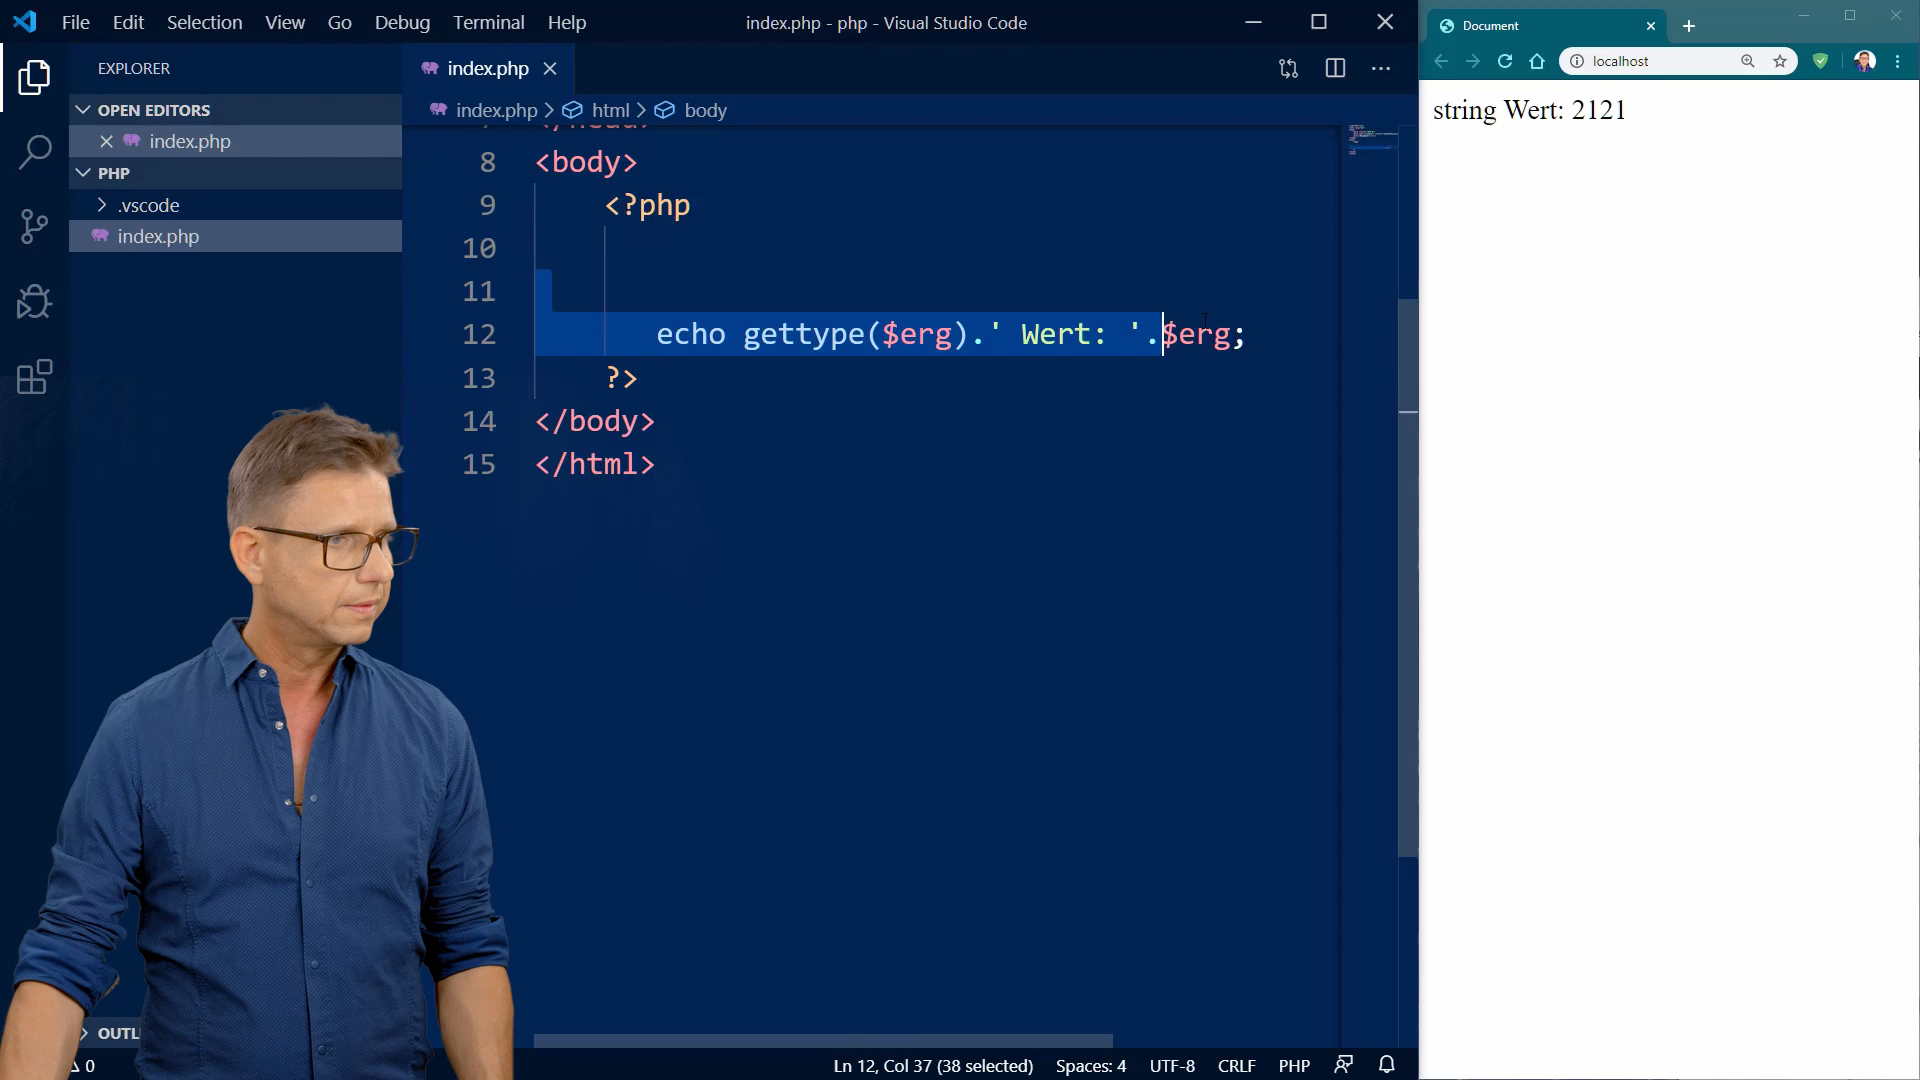 File Edit Selection View Go Debug Terminal Help
index.php - php - Visual Studio Code
EXPLORER
OPEN EDITORS
index.php
PHP
.vscode
index.php
index.php
index.php > html > body
8 <body>
9 <?php
10
11
12 echo gettype($erg).' Wert: '.$erg;
13 ?>
14 </body>
15 </html>
0
Ln 12, Col 37 (38 selected) Spaces: 4 UTF-8 CRLF PHP
Document
localhost
string Wert: 2121